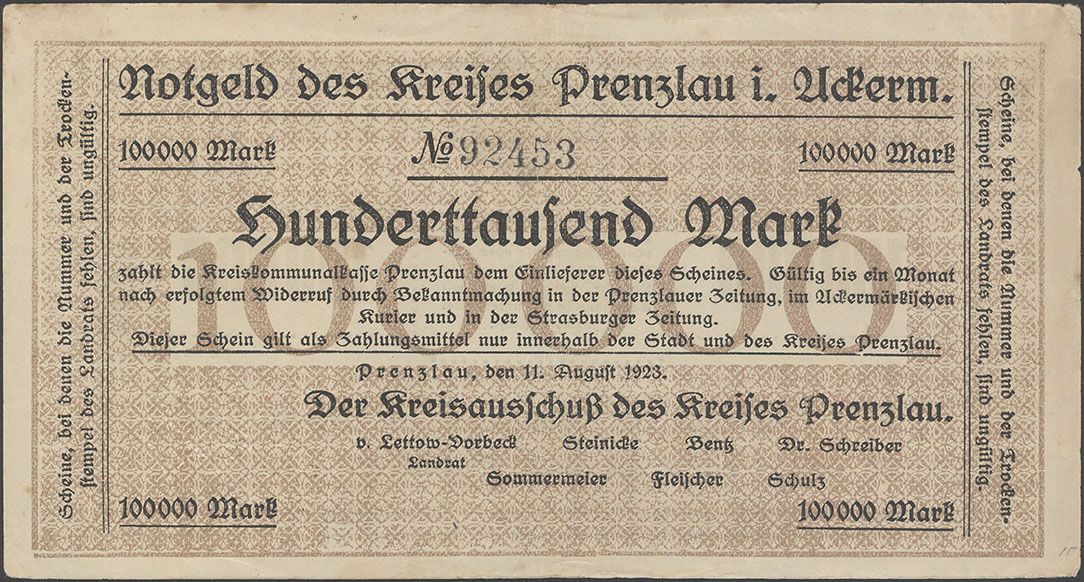 Notgeld des Kreises Prenzlau i. Uckerm.
100000 Mark
№ 92453
100000 Mark
Hunderttausend Mark
100000
zahlt die Kreiskommunalkasse Prenzlau dem Einlieferer dieses Scheines. Gültig bis ein Monat
nach erfolgtem Widerruf durch Bekanntmachung in der Prenzlauer Zeitung, im Uckermärkischen
Kurier und in der Strasburger Zeitung.
Dieser Schein gilt als Zahlungsmittel nur innerhalb der Stadt und des Kreises Prenzlau.
Prenzlau, den 11. August 1923.
Der Kreisausschuß des Kreises Prenzlau.
v. Lettow-Vorbeck Steinicke Bentz Dr. Schreiber
Landrat
Sommermeier Fleischer Schulz
100000 Mark
100000 Mark
Scheine, bei denen die Nummer und der Trocken-
stempel des Landrats fehlen, sind ungültig.
Scheine, bei denen die Nummer und der Trocken-
stempel des Landrats fehlen, sind ungültig.
15